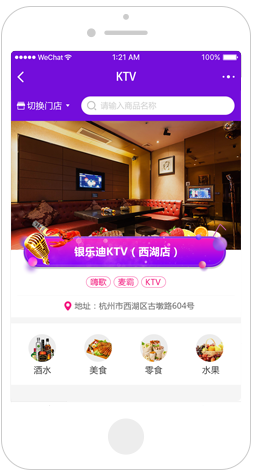 WeChat 1:21 AM 100%
KTV
切换门店 请输入商品名称
银乐迪KTV（西湖店）
嗨歌 麦霸 KTV
地址：杭州市西湖区古墩路604号
酒水 美食 零食 水果